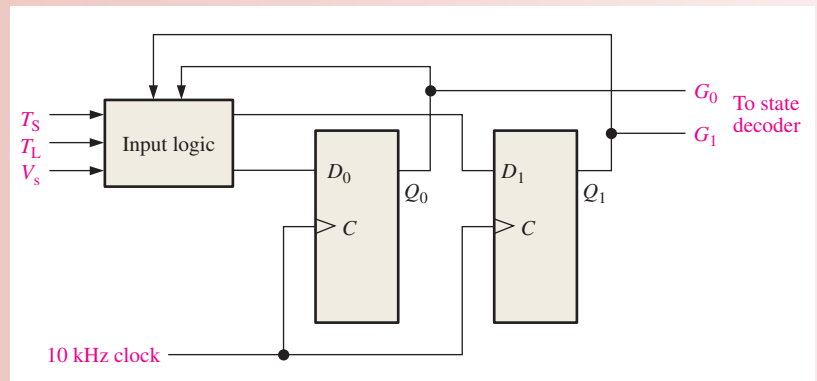 G0
To state
decoder
G1
TS
TL
Vs
Input logic
D0
Q0
C
D1
Q1
C
10 kHz clock